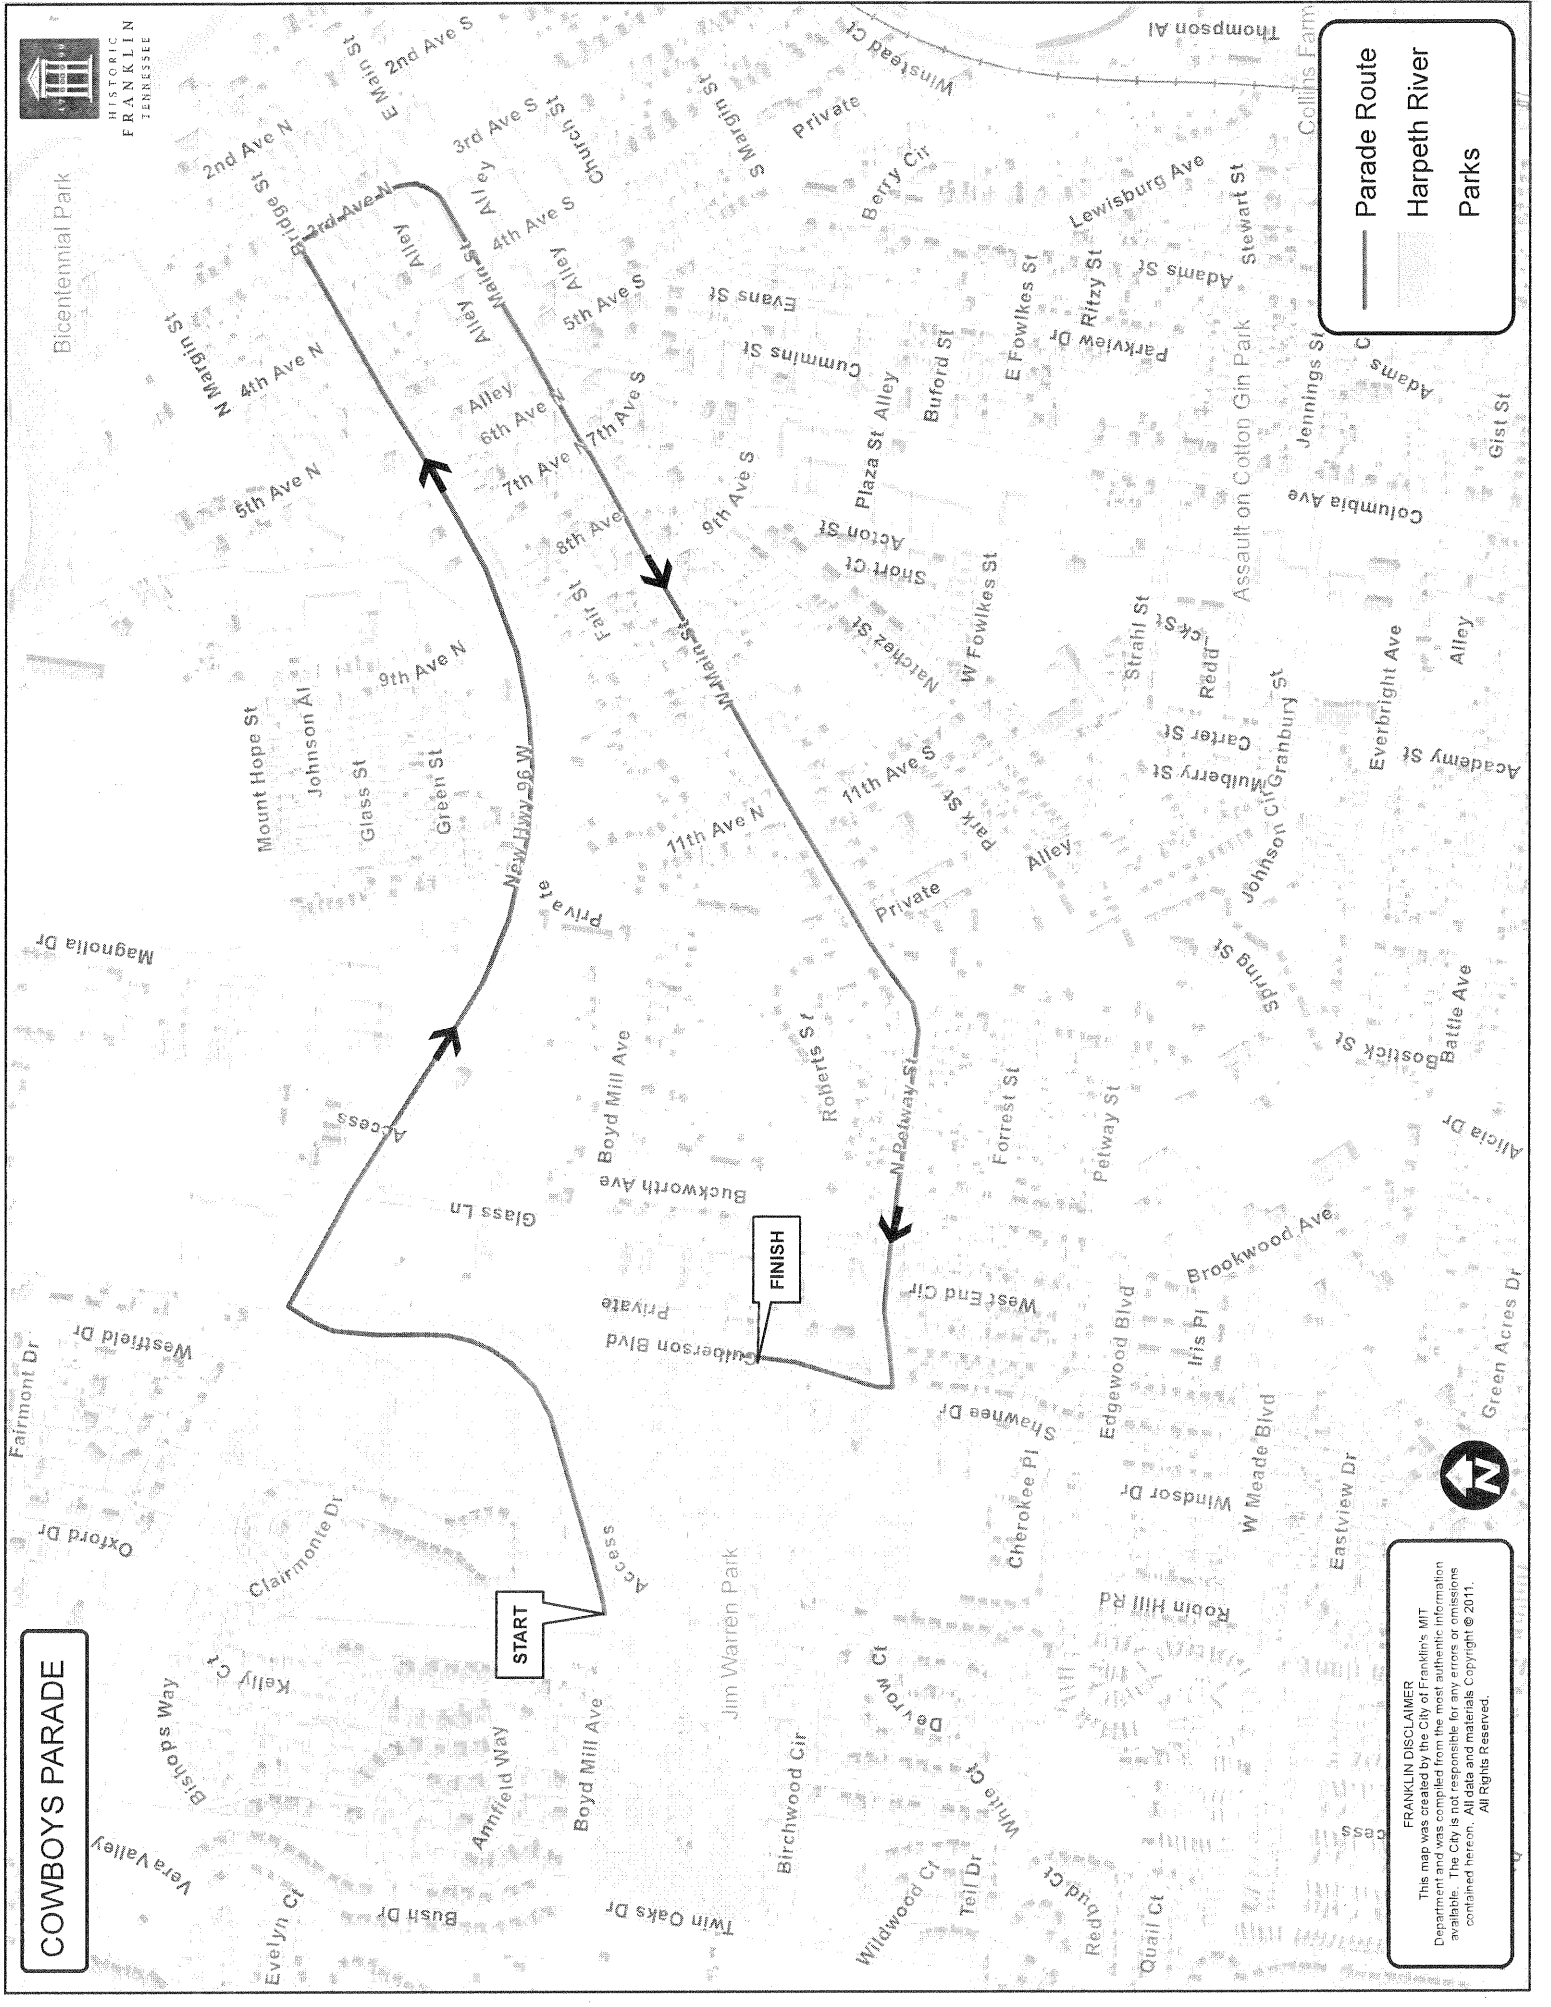 COWBOYS PARADE
HISTORIC
FRANKLIN
TENNESSEE
Fairmont Dr
Oxford Dr
Westfield Dr
Magnolia Dr
Bicentennial Park
Vera Valley
Bishops Way
Kelly Ct
Clairmonte Dr
Evelyn Ct
Bush Dr
Annfield Way
Boyd Mill Ave
Twin Oaks Dr
START
Access
Access
Glass Ln
Mount Hope St
Johnson Al
Glass St
Green St
9th Ave N
New Hwy 96 W
Private
N Margin St
4th Ave N
5th Ave N
2nd Ave N
Bridge St
3rd Ave N
E Main St
2nd Ave S
3rd Ave S
Church St
Alley
Alley
Main St
4th Ave S
Alley
Alley
5th Ave S
Alley
6th Ave N
7th Ave N
7th Ave S
8th Ave
Fair St
9th Ave S
W Main St
S Margin St
Private
Winstead Ct
Thompson Al
Collins Farm
Berry Cir
Lewisburg Ave
Stewart St
Adams St
Ritzy St
Parkview Dr
E Fowlkes St
Evans St
Cummins St
Buford St
Alley
Plaza St
Acton St
Short Ct
Natchez St
W Fowlkes St
11th Ave N
11th Ave S
Park St
Alley
Private
Boyd Mill Ave
Buckworth Ave
Private
Culberson Blvd
FINISH
Roberts St
N Petway St
Forrest St
Petway St
West End Cir
Shawnee Dr
Edgewood Blvd
Iris Pl
Brookwood Ave
Cherokee Pl
Windsor Dr
W Meade Blvd
Eastview Dr
Green Acres Dr
Robin Hill Rd
Jim Warren Park
Birchwood Cir
Devrow Ct
White Ct
Wildwood Ct
Teil Dr
Redbud Ct
Quail Ct
Strahl St
Redd
Carter St
Mulberry St
Granbury St
Johnson Cir
Spring St
Bostick St
Battle Ave
Alicia Dr
Assault on Cotton Gin Park
Jennings St
Adams
Columbia Ave
Gist St
Everbright Ave
Alley
Academy St
Parade Route
Harpeth River
Parks
N
FRANKLIN DISCLAIMER
This map was created by the City of Franklin's MIT
Department and was compiled from the most authentic information
available. The City is not responsible for any errors or omissions
contained hereon. All data and materials Copyright © 2011.
All Rights Reserved.